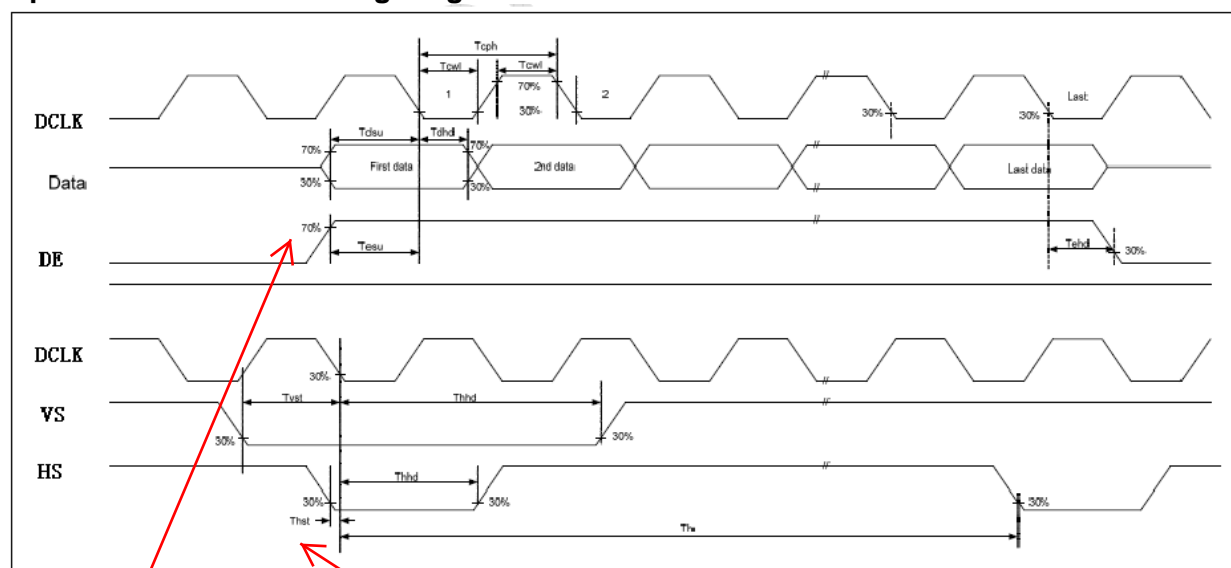 Tcph
Tcwl
Tcwl
1
70%
30%
2
//
Last
DCLK
30%
30%
Tdsu
Tdhd
70%
70%
First data
2nd data
//
Last data
Data
30%
30%
70%
//
Tesu
Tehd
DE
30%
DCLK
30%
//
VS
Tvst
Thhd
//
30%
30%
HS
Thhd
//
30%
30%
30%
Thst